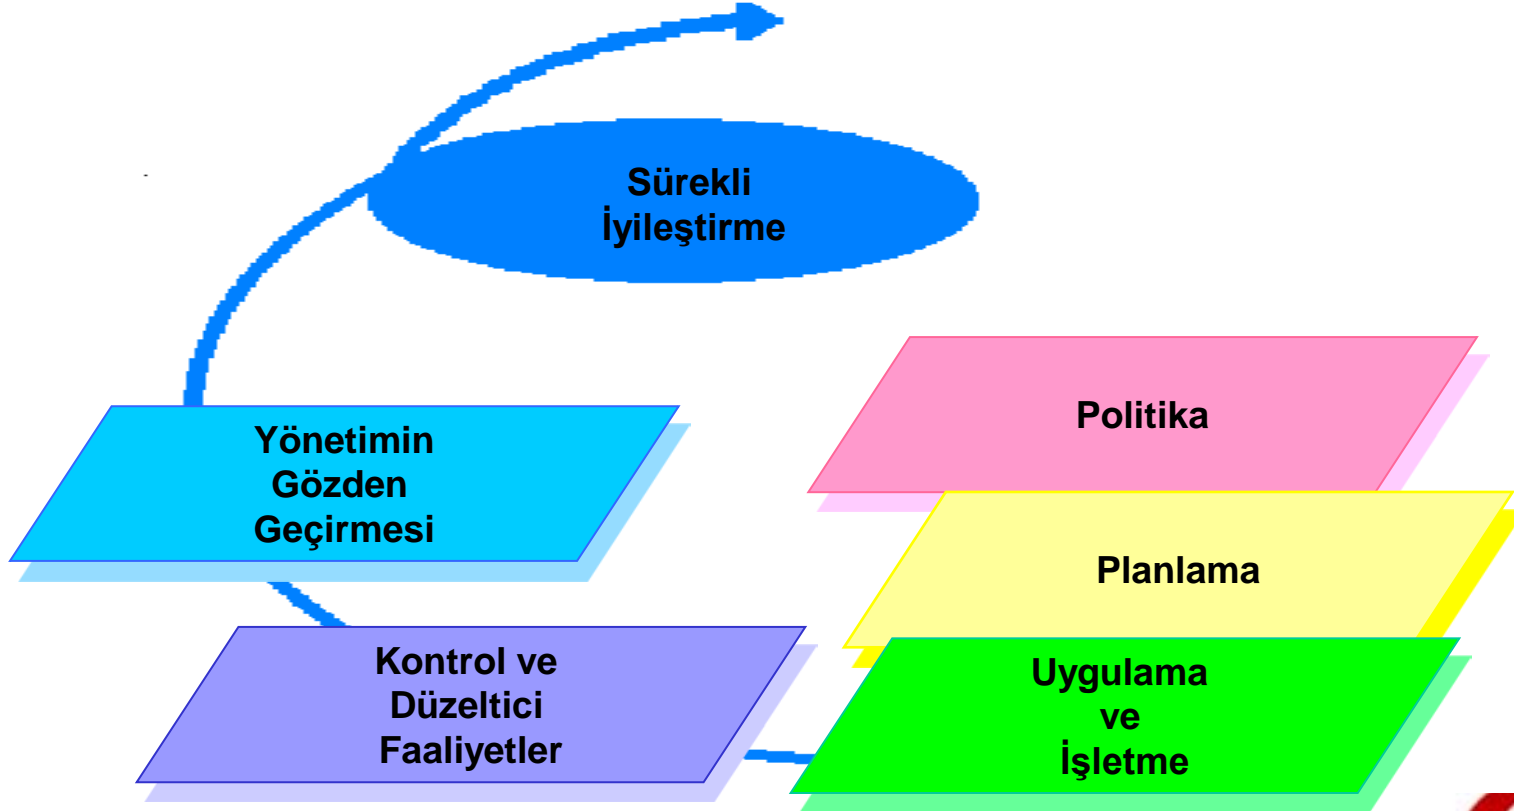 Sürekli
İyileştirme
Politika
Yönetimin
Gözden
Geçirmesi
Planlama
Kontrol ve
Düzeltici
Faaliyetler
Uygulama
ve
İşletme